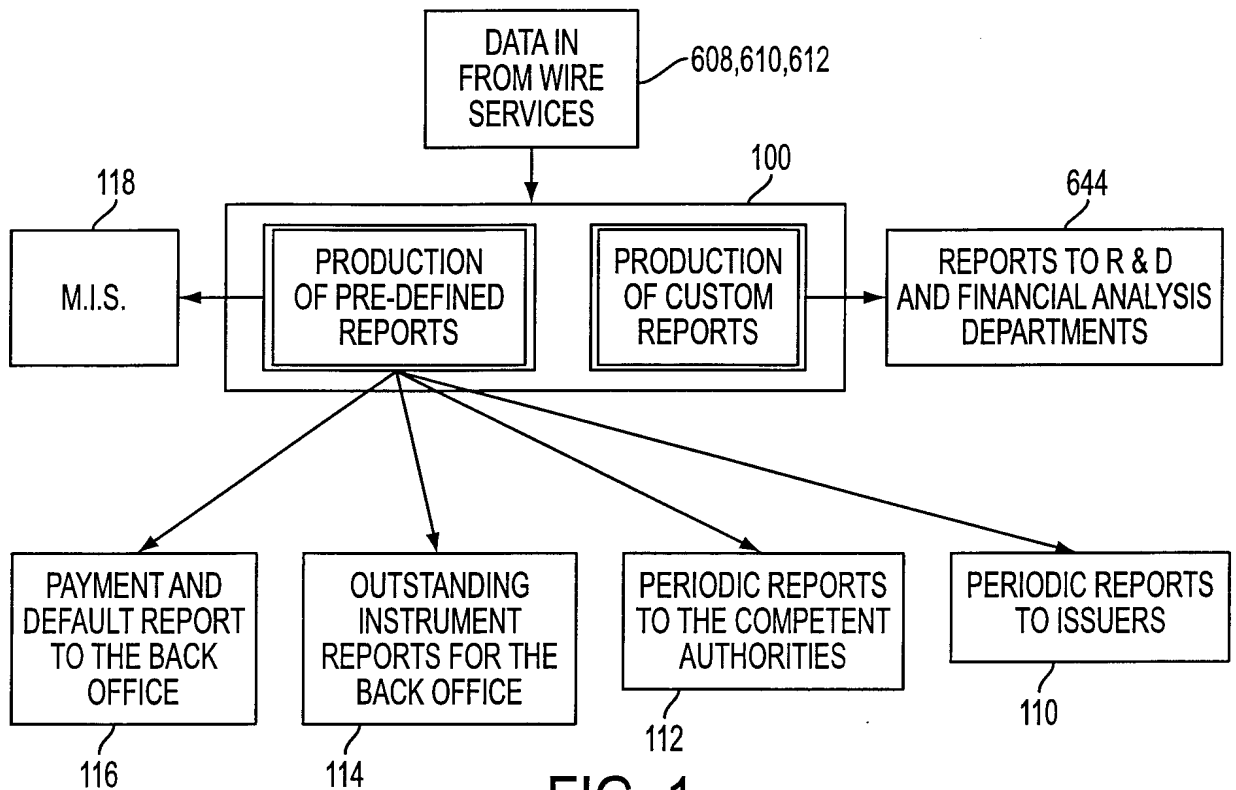 DATA IN
FROM WIRE
SERVICES
608,610,612
100
118
644
M.I.S.
PRODUCTION
OF PRE-DEFINED
REPORTS
PRODUCTION
OF CUSTOM
REPORTS
REPORTS TO R & D
AND FINANCIAL ANALYSIS
DEPARTMENTS
PAYMENT AND
DEFAULT REPORT
TO THE BACK
OFFICE
OUTSTANDING
INSTRUMENT
REPORTS FOR THE
BACK OFFICE
PERIODIC REPORTS
TO THE COMPETENT
AUTHORITIES
PERIODIC REPORTS
TO ISSUERS
116
114
112
110
FIG. 1